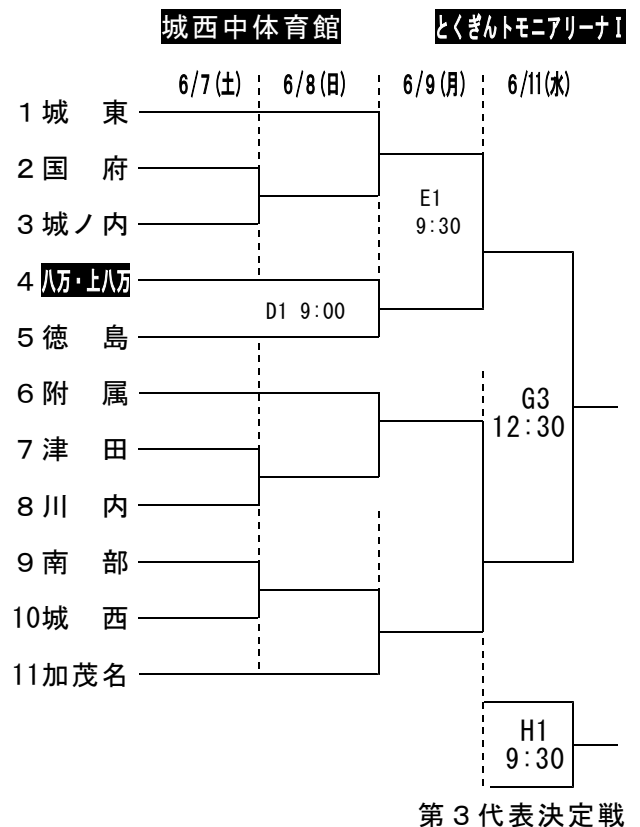 城西中体育館 とくぎんトモニアリーナⅠ
6/7(土) 6/8(日) 6/9(月) 6/11(水)
1 城 東
2 国 府
3 城ノ内
E1
9:30
4 八万・上八万
D1 9:00
5 徳 島
6 附 属
G3
12:30
7 津 田
8 川 内
9 南 部
10 城 西
11 加茂名
H1
9:30
第3代表決定戦